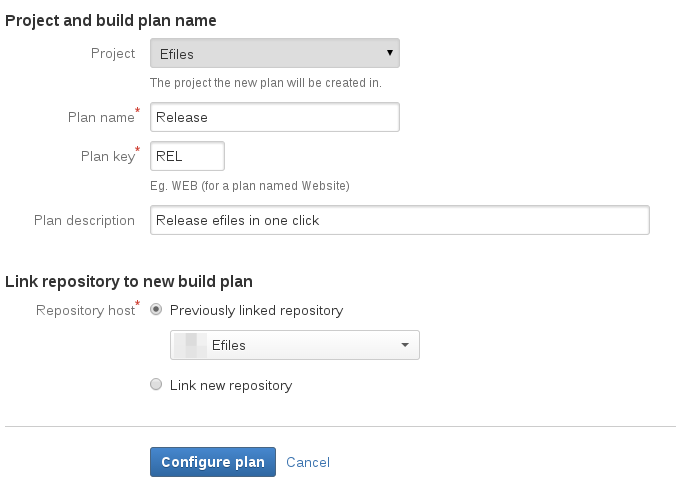 Project and build plan name
Project Efiles
The project the new plan will be created in.
Plan name* Release
Plan key* REL
Eg. WEB (for a plan named Website)
Plan description Release efiles in one click
Link repository to new build plan
Repository host* Previously linked repository
Efiles
Link new repository
Configure plan Cancel